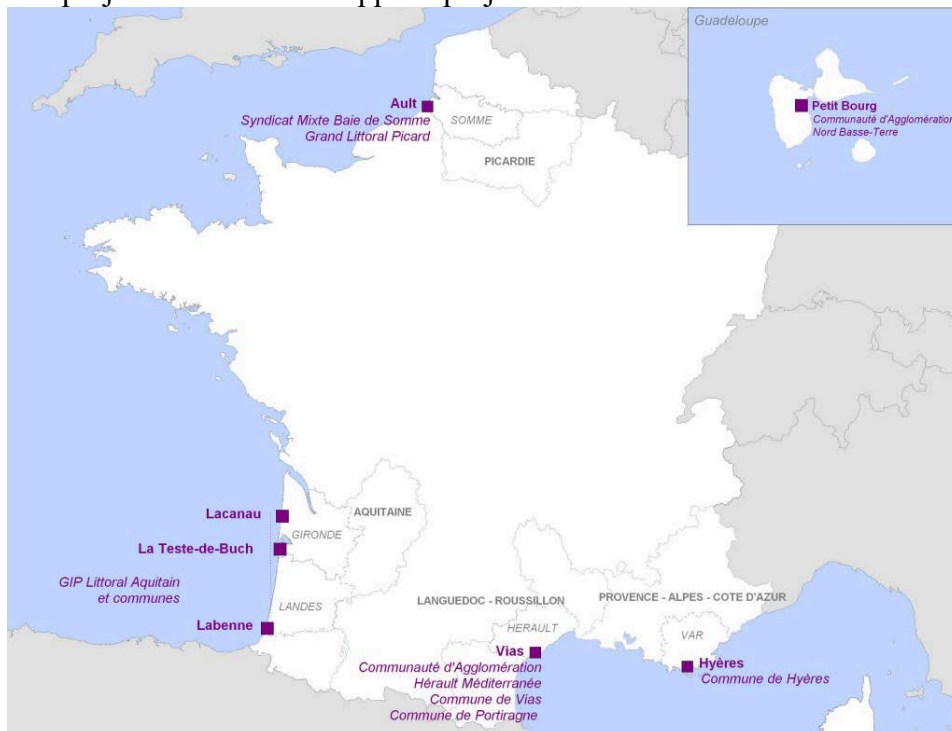 Guadeloupe
Petit Bourg
Communauté d'Agglomération
Nord Basse-Terre
Ault
Syndicat Mixte Baie de Somme
Grand Littoral Picard
SOMME
PICARDIE
Lacanau
AQUITAINE
GIRONDE
La Teste-de-Buch
GIP Littoral Aquitain
et communes
LANDES
Labenne
LANGUEDOC - ROUSSILLON
PROVENCE - ALPES - COTE D'AZUR
HERAULT
VAR
Vias
Communauté d'Agglomération
Hérault Méditerranée
Commune de Vias
Commune de Portiragne
Hyères
Commune de Hyères